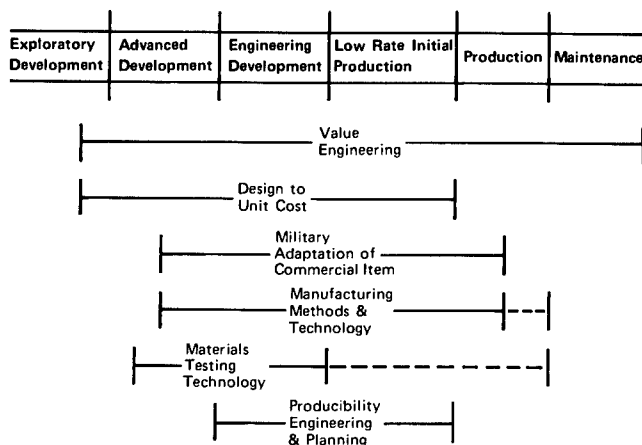 Exploratory Development
Advanced Development
Engineering Development
Low Rate Initial Production
Production
Maintenance
Value
Engineering
Design to
Unit Cost
Military
Adaptation of
Commercial Item
Manufacturing
Methods &
Technology
Materials
Testing
Technology
Producibility
Engineering
& Planning